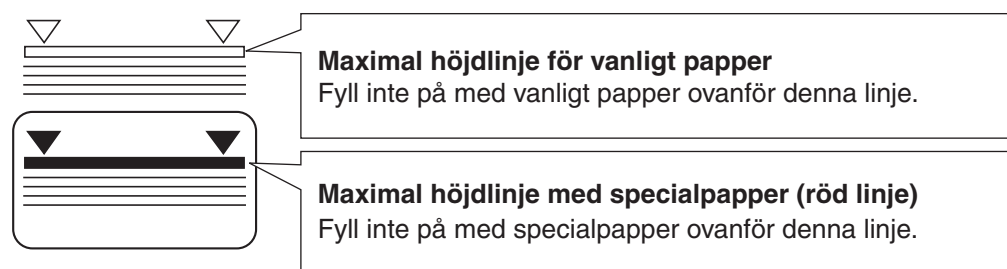 Maximal höjdlinje för vanligt papper
Fyll inte på med vanligt papper ovanför denna linje.
Maximal höjdlinje med specialpapper (röd linje)
Fyll inte på med specialpapper ovanför denna linje.